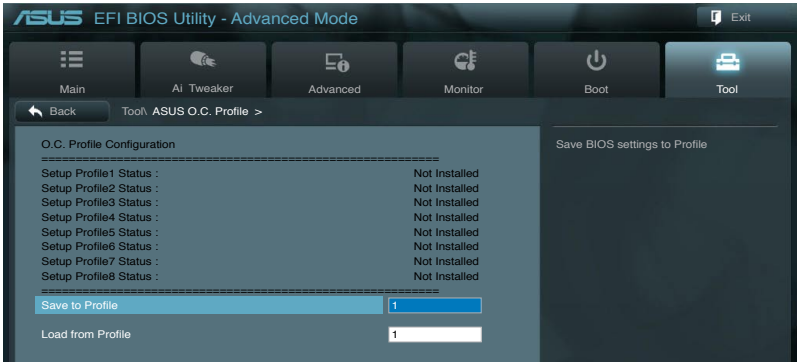 ASUS EFI BIOS Utility - Advanced Mode
Exit
Main
Ai Tweaker
Advanced
Monitor
Boot
Tool
Back
Tool\ ASUS O.C. Profile >
O.C. Profile Configuration
Save BIOS settings to Profile
Setup Profile1 Status : Not Installed
Setup Profile2 Status : Not Installed
Setup Profile3 Status : Not Installed
Setup Profile4 Status : Not Installed
Setup Profile5 Status : Not Installed
Setup Profile6 Status : Not Installed
Setup Profile7 Status : Not Installed
Setup Profile8 Status : Not Installed
Save to Profile 1
Load from Profile 1